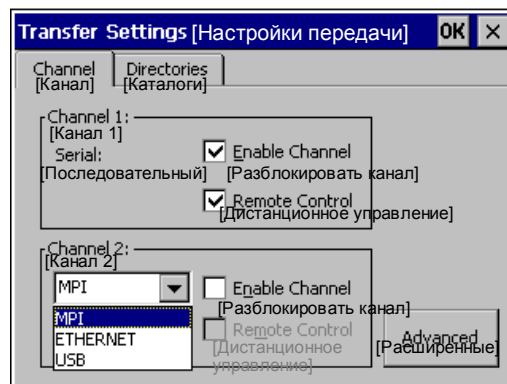 Transfer Settings [Настройки передачи] OK ×
Channel Directories
[Канал] [Каталоги]
Channel 1:
[Канал 1]
Serial: Enable Channel
[Последовательный] [Разблокировать канал]
Remote Control
[Дистанционное управление]
Channel 2:
[Канал 2]
MPI Enable Channel
[Разблокировать канал]
MPI
ETHERNET Remote Control Advanced
[Дистанционное управление] [Расширенные]
USB